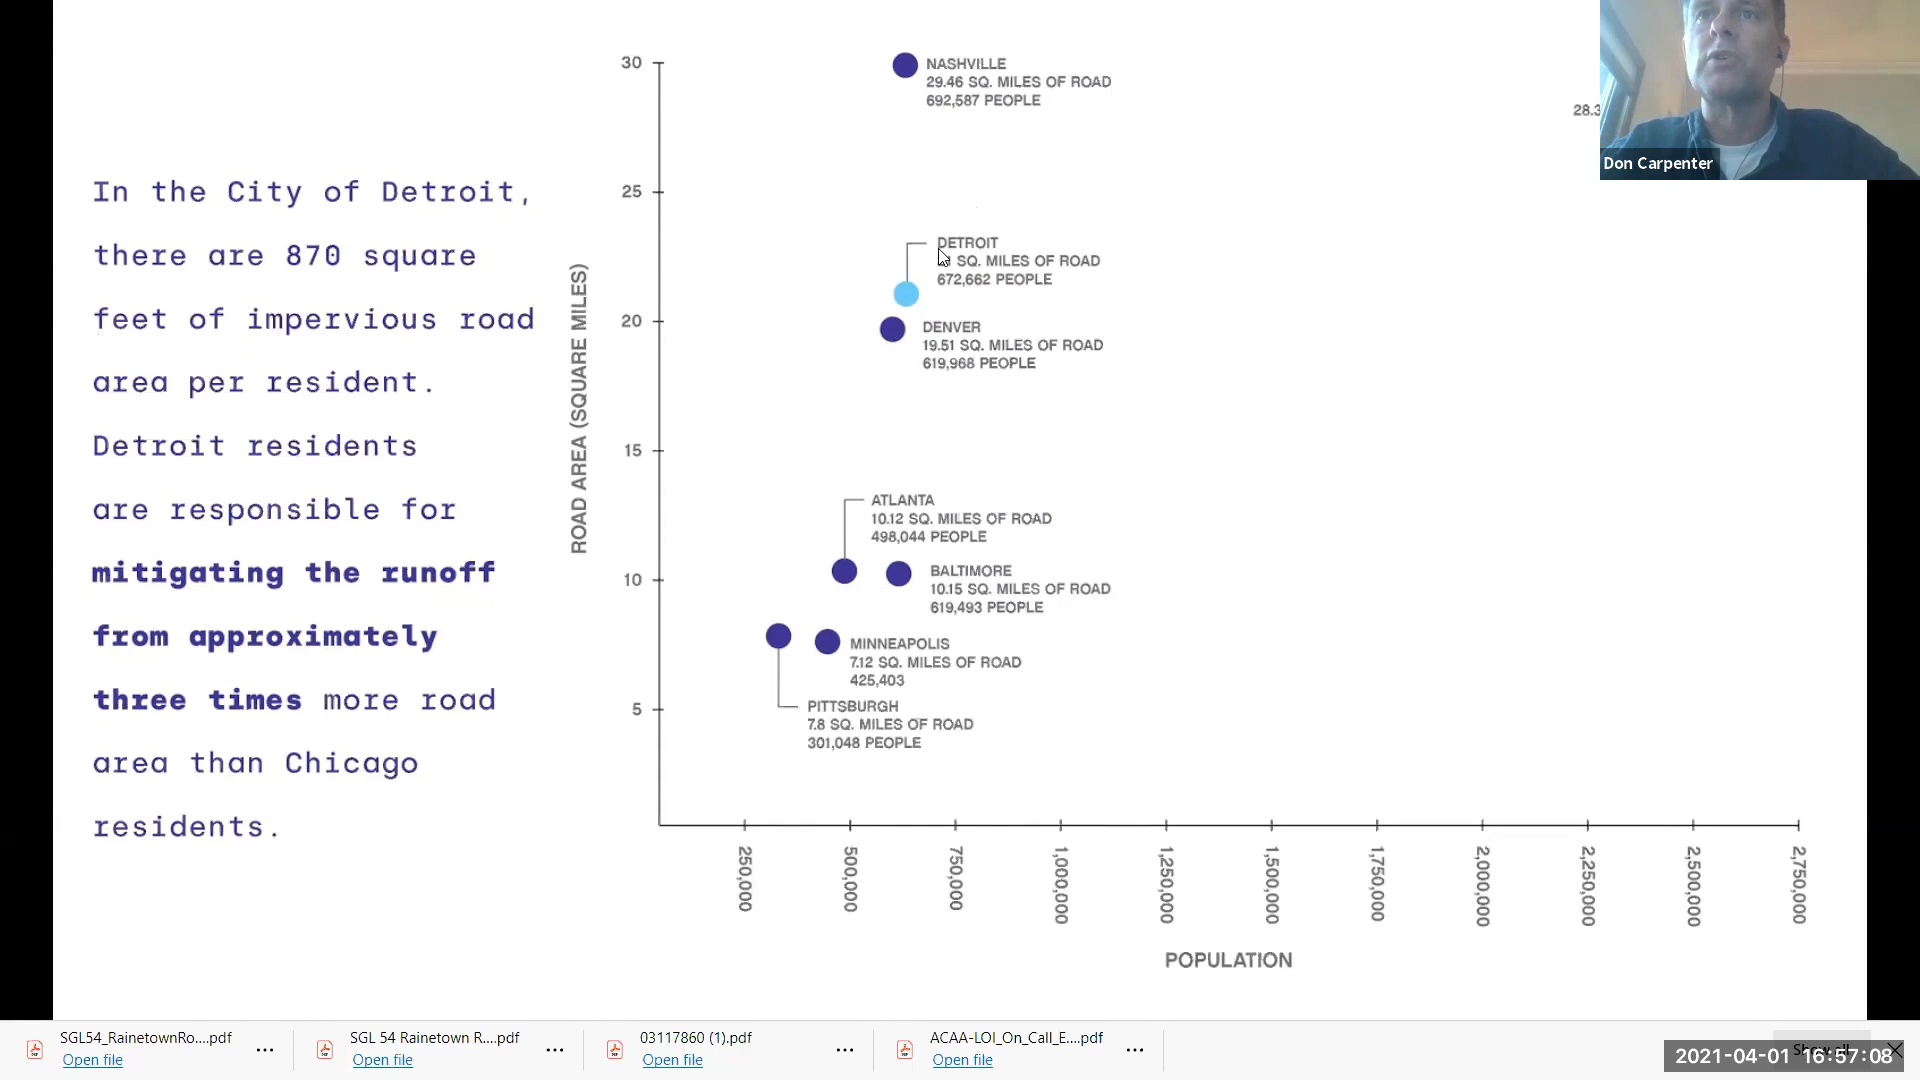 In the City of Detroit,
there are 870 square
feet of impervious road
area per resident.
Detroit residents
are responsible for
mitigating the runoff
from approximately
three times more road
area than Chicago
residents.
ROAD AREA (SQUARE MILES)
30
25
20
15
10
5
NASHVILLE
29.46 SQ. MILES OF ROAD
692,587 PEOPLE
DETROIT
SQ. MILES OF ROAD
672,662 PEOPLE
DENVER
19.51 SQ. MILES OF ROAD
619,968 PEOPLE
ATLANTA
10.12 SQ. MILES OF ROAD
498,044 PEOPLE
BALTIMORE
10.15 SQ. MILES OF ROAD
619,493 PEOPLE
MINNEAPOLIS
7.12 SQ. MILES OF ROAD
425,403
PITTSBURGH
7.8 SQ. MILES OF ROAD
301,048 PEOPLE
250,000
500,000
750,000
1,000,000
1,250,000
1,500,000
1,750,000
2,000,000
2,250,000
2,500,000
2,750,000
POPULATION
28.3
Don Carpenter
SGL54_RainetownRo....pdf
Open file
SGL 54 Rainetown R....pdf
Open file
03117860 (1).pdf
Open file
ACAA-LOI_On_Call_E....pdf
Open file
Show all
2021-04-01 16:57:08